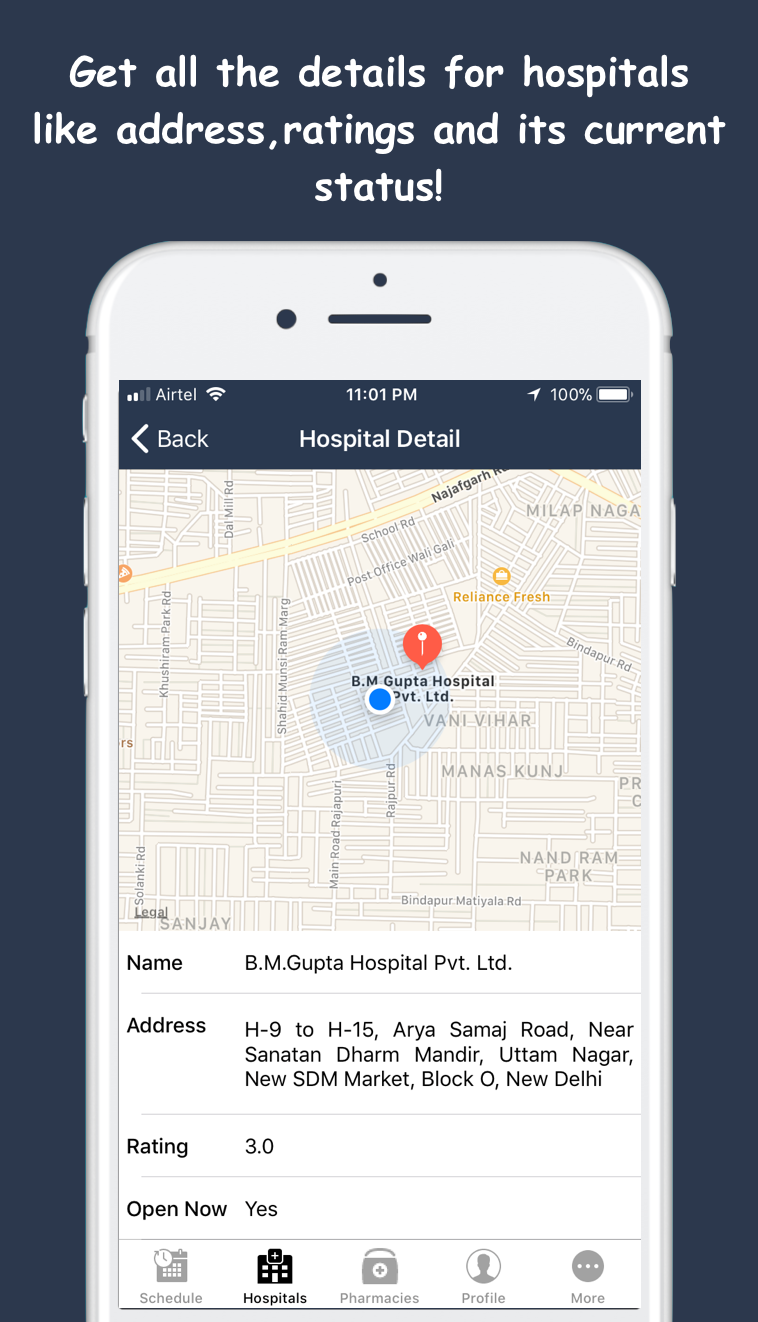 Get all the details for hospitals
like address,ratings and its current
status!
Airtel
11:01 PM
100%
Back
Hospital Detail
Najafgarh
Dal Mill Rd
School Rd
MILAP NAGA
Post Office Wali Gali
Reliance Fresh
Khushiram Park Rd
Shahid Munsi Ram Marg
Bindapur Rd
B.M Gupta Hospital
Pvt. Ltd.
VANI VIHAR
rs
MANAS KUNJ
Rajpur Rd
Main Road Rajapuri
PR
C
Solanki Rd
NAND RAM
PARK
Bindapur Matiyala Rd
Legal
SANJAY
Name B.M.Gupta Hospital Pvt. Ltd.
Address H-9 to H-15, Arya Samaj Road, Near
Sanatan Dharm Mandir, Uttam Nagar,
New SDM Market, Block O, New Delhi
Rating 3.0
Open Now Yes
Schedule Hospitals Pharmacies Profile More